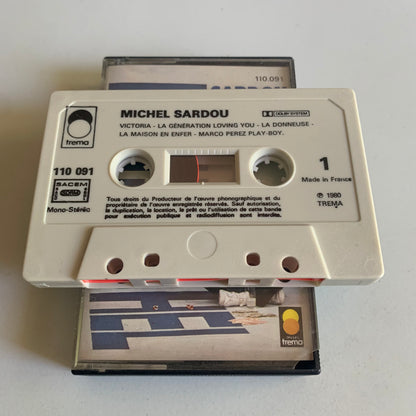 110.091
SARDOU
MICHEL SARDOU
DOLBY SYSTEM
VICTORIA - LA GÉNÉRATION LOVING YOU - LA DONNEUSE -
LA MAISON EN ENFER - MARCO PEREZ PLAY-BOY.
trema
110 091
SACEM
SDRM
Mono-Stéréo
1
Made in France
℗ 1980
TREMA
Tous droits du Producteur de l'œuvre phonographique et du
propriétaire de l'œuvre enregistrée réservés. Sauf autorisation,
la duplication, la location, le prêt ou l'utilisation de cette bande
pour exécution publique et radiodiffusion sont interdits.
trema